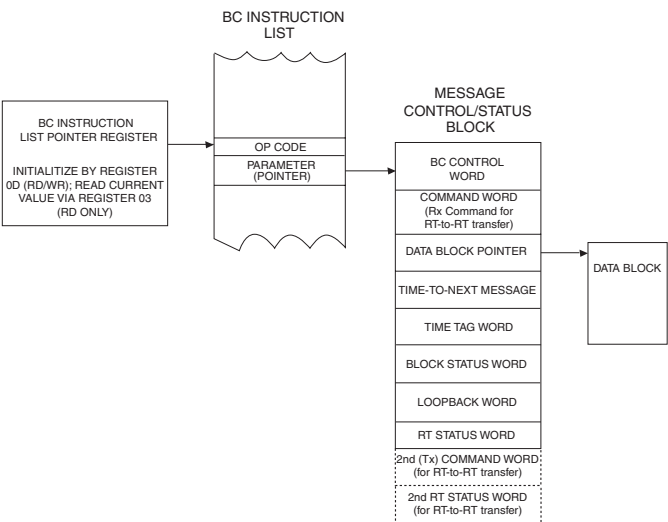 BC INSTRUCTION
LIST
BC INSTRUCTION
LIST POINTER REGISTER
INITIALITIZE BY REGISTER
0D (RD/WR); READ CURRENT
VALUE VIA REGISTER 03
(RD ONLY)
OP CODE
PARAMETER
(POINTER)
MESSAGE
CONTROL/STATUS
BLOCK
BC CONTROL
WORD
COMMAND WORD
(Rx Command for
RT-to-RT transfer)
DATA BLOCK POINTER
TIME-TO-NEXT MESSAGE
TIME TAG WORD
BLOCK STATUS WORD
LOOPBACK WORD
RT STATUS WORD
2nd (Tx) COMMAND WORD
(for RT-to-RT transfer)
2nd RT STATUS WORD
(for RT-to-RT transfer)
DATA BLOCK